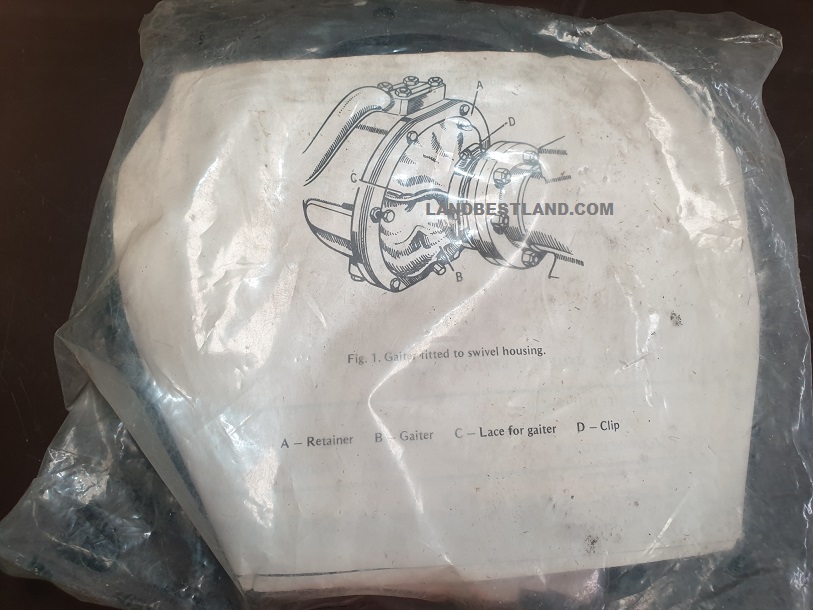 A
D
C
LANDBESTLAND.COM
B
Fig. 1. Gaiter fitted to swivel housing.
A – Retainer B – Gaiter C – Lace for gaiter D – Clip